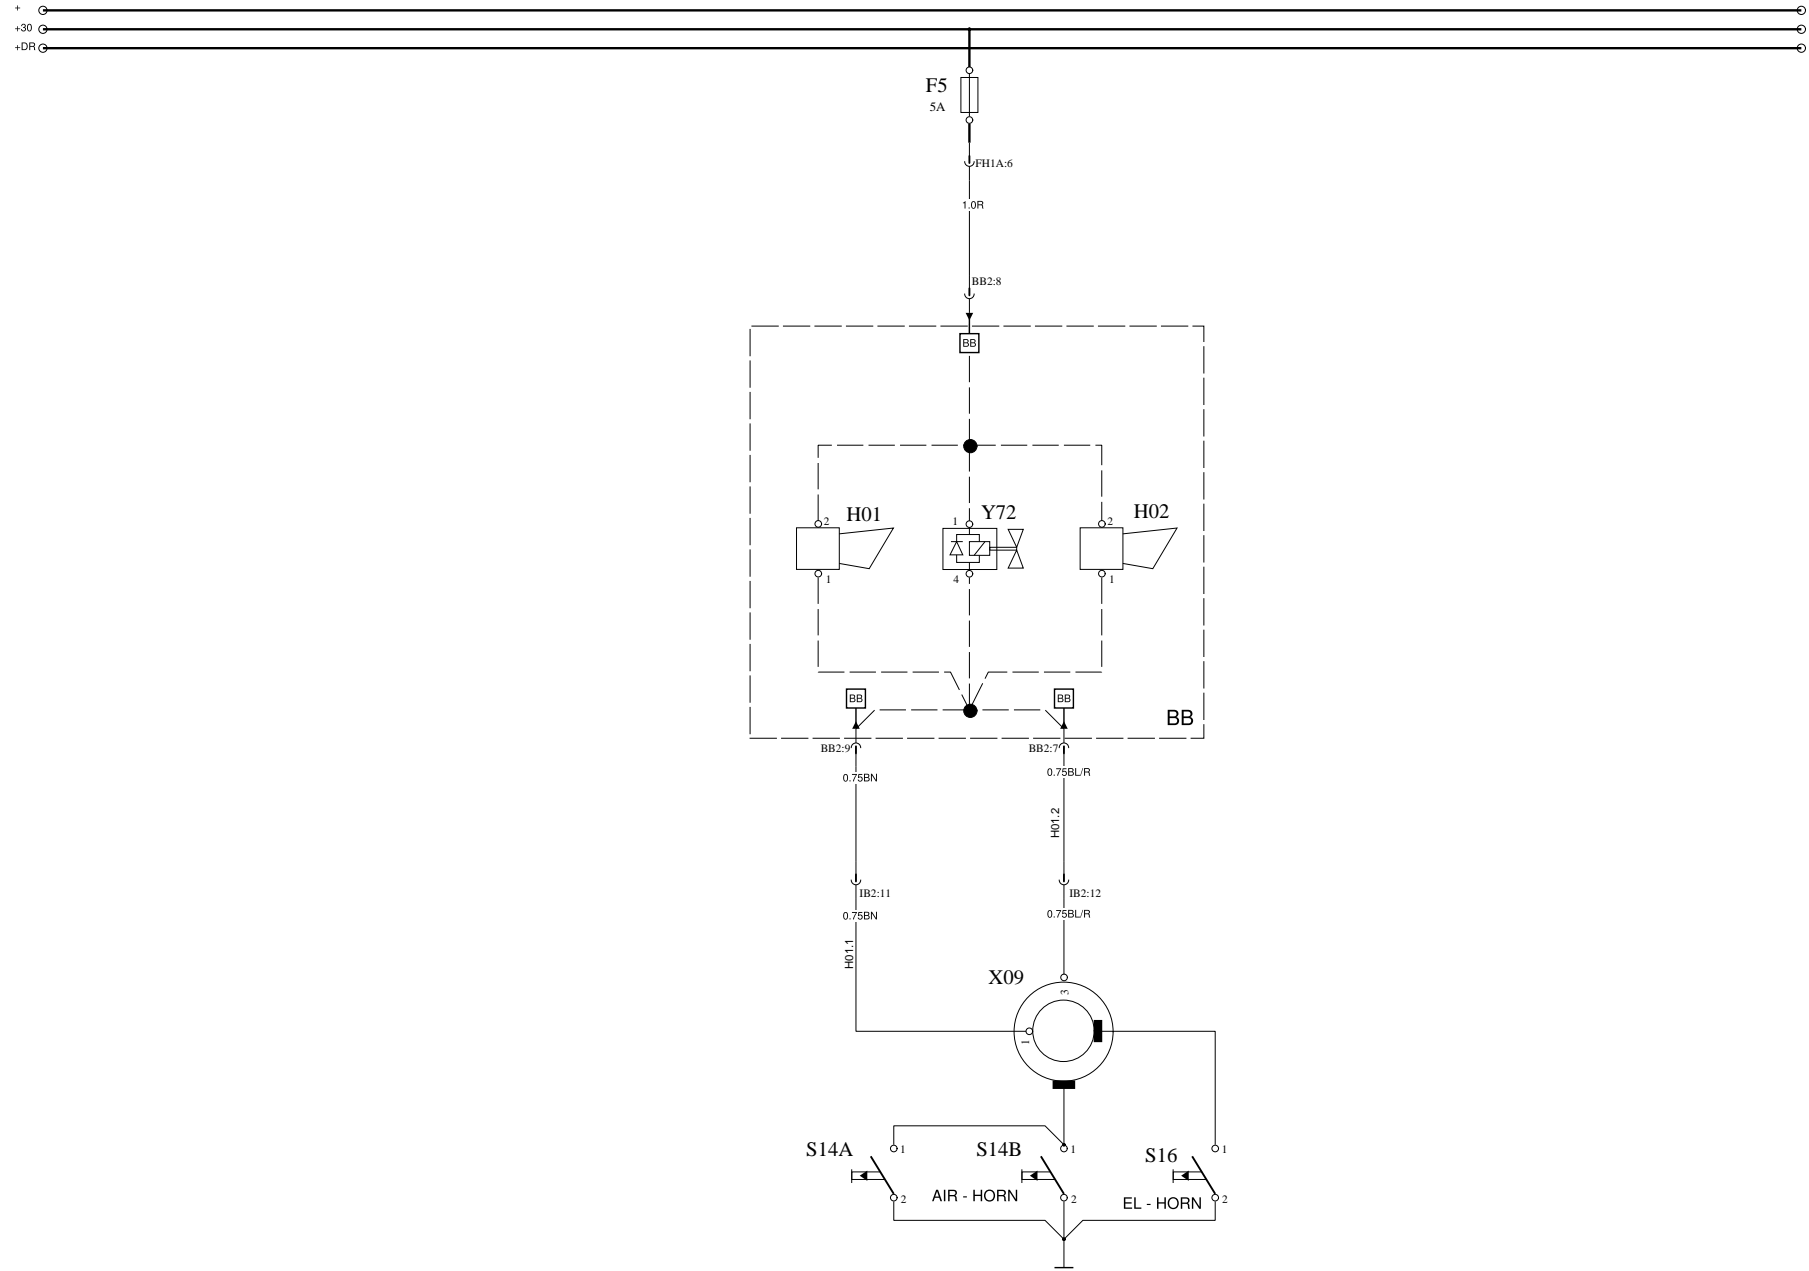 +
+30
+DR
F5
5A
FH1A:6
1.0R
BB2:8
BB
2
H01
1
Y72
2
H02
1
4
1
BB
BB
BB
BB2:9
BB2:7
0.75BN
0.75BL/R
H01.2
IB2:11
IB2:12
0.75BN
0.75BL/R
H01.1
X09
3
1
S14A
1
S14B
1
S16
1
2
AIR - HORN
2
EL - HORN
2